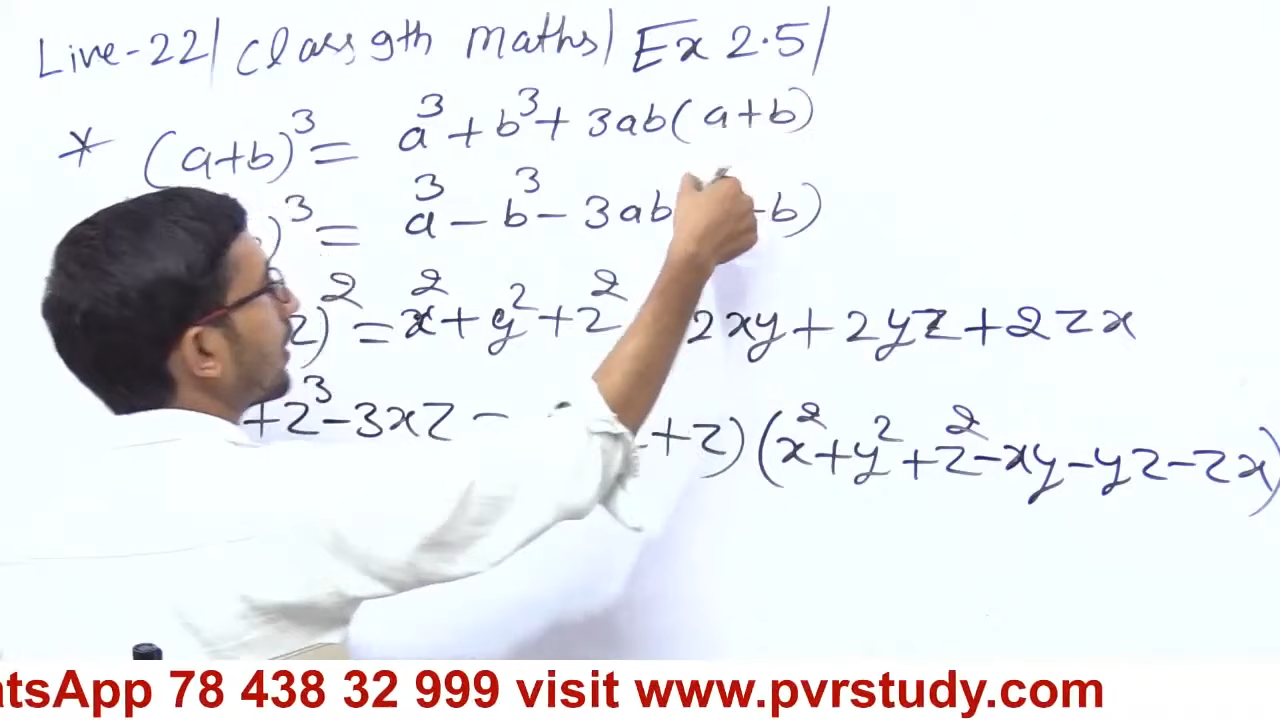 Live-22| Class 9th maths| Ex 2.5|
* (a+b)³ = a³ + b³ + 3ab(a+b)
)³ = a³ - b³ - 3ab -b)
z)² = x² + y² + z² 2xy + 2yz + 2zx
+z³ - 3xz = +z) (x² + y² + z² - xy - yz - zx)
atsApp 78 438 32 999 visit www.pvrstudy.com